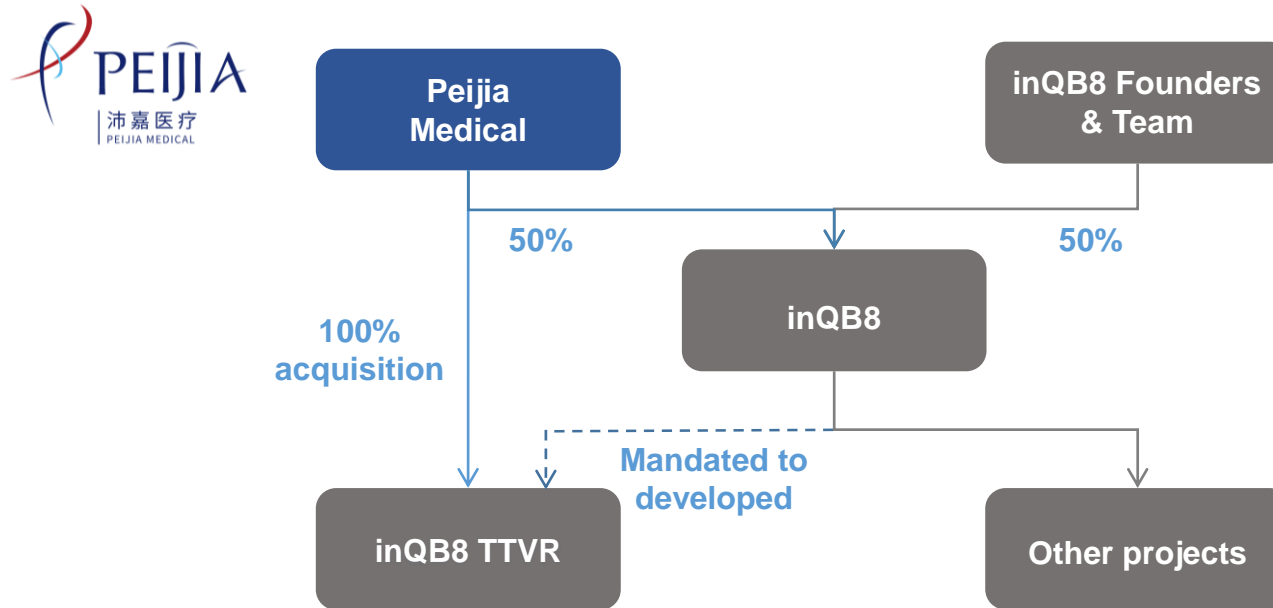 PEIJIA
沛嘉医疗
PEIJIA MEDICAL
Peijia
Medical
inQB8 Founders
& Team
50%
50%
inQB8
100%
acquisition
Mandated to
developed
inQB8 TTVR
Other projects